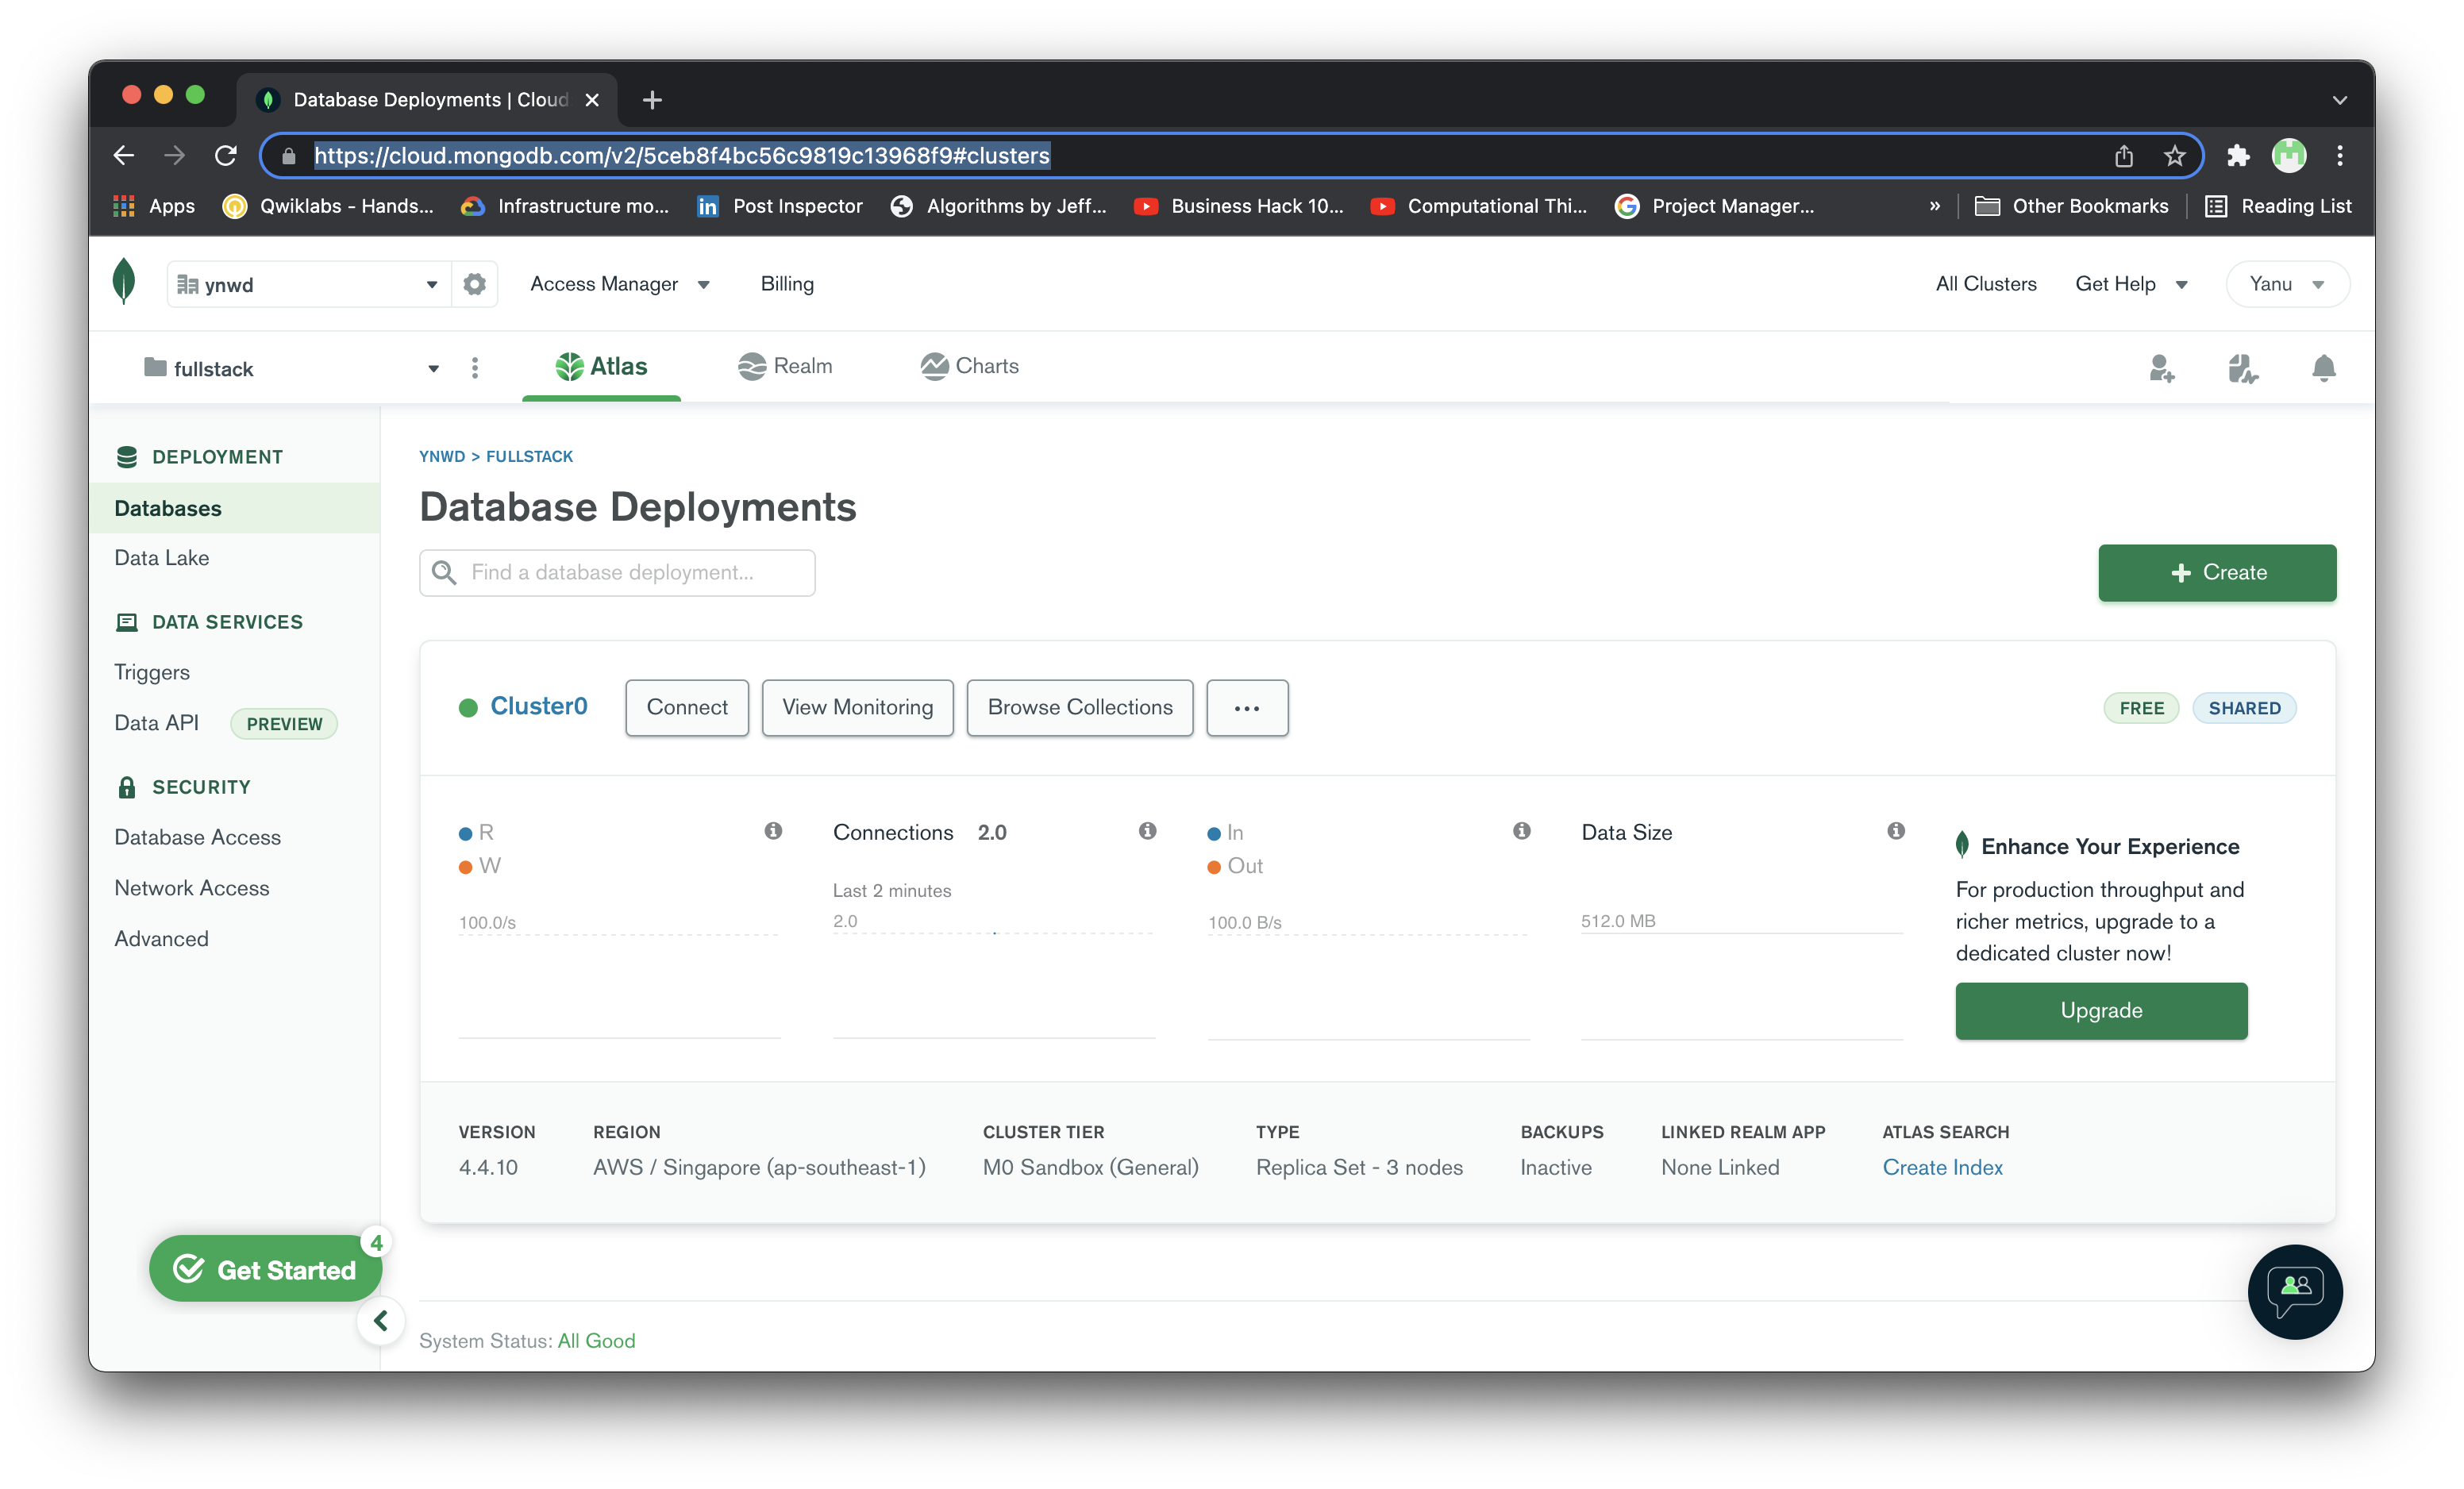 Database Deployments | Cloud
https://cloud.mongodb.com/v2/5ceb8f4bc56c9819c13968f9#clusters
Apps Qwiklabs - Hands... Infrastructure mo... Post Inspector Algorithms by Jeff... Business Hack 10... Computational Thi... Project Manager... » Other Bookmarks Reading List
ynwd Access Manager Billing All Clusters Get Help Yanu
fullstack Atlas Realm Charts
DEPLOYMENT
Databases
Data Lake
DATA SERVICES
Triggers
Data API PREVIEW
SECURITY
Database Access
Network Access
Advanced
Get Started 4
YNWD > FULLSTACK
Database Deployments
Find a database deployment...
+ Create
Cluster0 Connect View Monitoring Browse Collections ... FREE SHARED
R
W
100.0/s
Connections 2.0
Last 2 minutes
2.0
In
Out
100.0 B/s
Data Size
512.0 MB
Enhance Your Experience
For production throughput and
richer metrics, upgrade to a
dedicated cluster now!
Upgrade
VERSION REGION CLUSTER TIER TYPE BACKUPS LINKED REALM APP ATLAS SEARCH
4.4.10 AWS / Singapore (ap-southeast-1) M0 Sandbox (General) Replica Set - 3 nodes Inactive None Linked Create Index
System Status: All Good